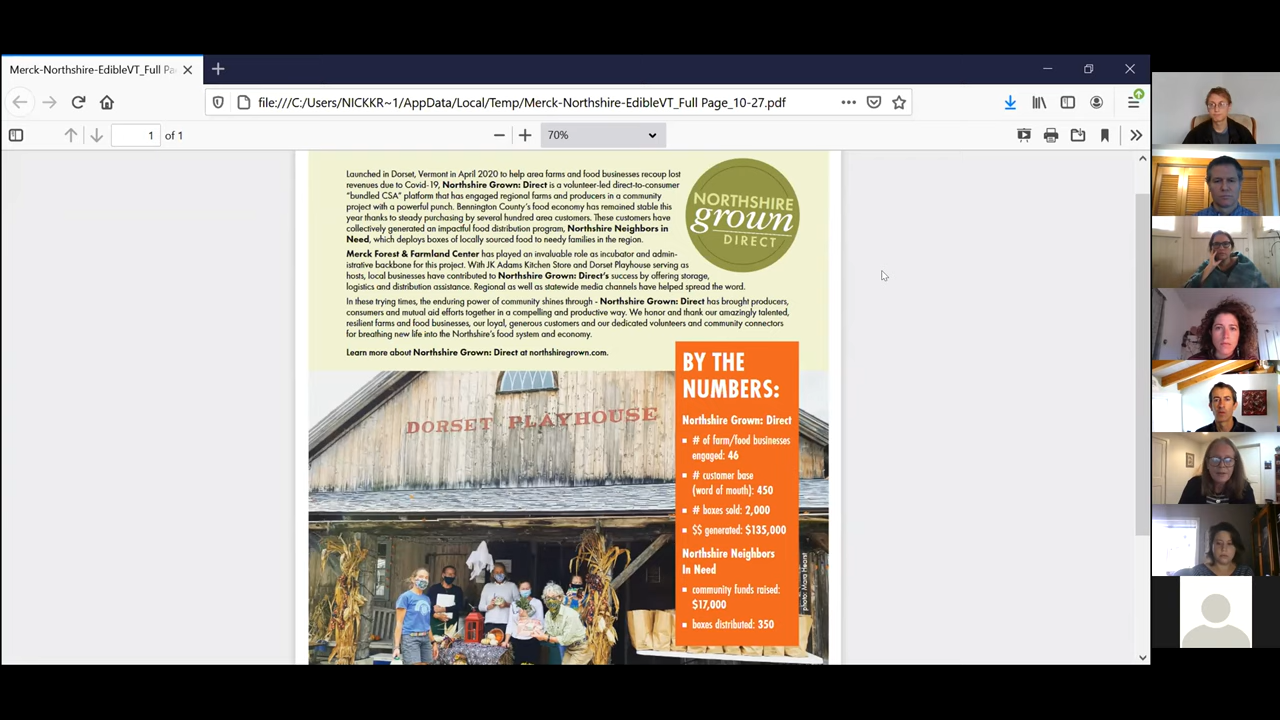 Merck-Northshire-EdibleVT_Full Pa
file:///C:/Users/NICKKR~1/AppData/Local/Temp/Merck-Northshire-EdibleVT_Full Page_10-27.pdf
1 of 1
70%
Launched in Dorset, Vermont in April 2020 to help area farms and food businesses recoup lost
revenues due to Covid-19, Northshire Grown: Direct is a volunteer-led direct-to-consumer
“bundled CSA” platform that has engaged regional farms and producers in a community
project with a powerful punch. Bennington County’s food economy has remained stable this
year thanks to steady purchasing by several hundred area customers. These customers have
collectively generated an impactful food distribution program, Northshire Neighbors in
Need, which deploys boxes of locally sourced food to needy families in the region.
Merck Forest & Farmland Center has played an invaluable role as incubator and admin-
istrative backbone for this project. With JK Adams Kitchen Store and Dorset Playhouse serving as
hosts, local businesses have contributed to Northshire Grown: Direct’s success by offering storage,
logistics and distribution assistance. Regional as well as statewide media channels have helped spread the word.
In these trying times, the enduring power of community shines through - Northshire Grown: Direct has brought producers,
consumers and mutual aid efforts together in a compelling and productive way. We honor and thank our amazingly talented,
resilient farms and food businesses, our loyal, generous customers and our dedicated volunteers and community connectors
for breathing new life into the Northshire’s food system and economy.
Learn more about Northshire Grown: Direct at northshiregrown.com.
NORTHSHIRE
grown
DIRECT
DORSET PLAYHOUSE
BY THE
NUMBERS:
Northshire Grown: Direct
▪ # of farm/food businesses
engaged: 46
▪ # customer base
(word of mouth): 450
▪ # boxes sold: 2,000
▪ $$ generated: $135,000
Northshire Neighbors
In Need
▪ community funds raised:
$17,000
▪ boxes distributed: 350
photo: Mara Hearst